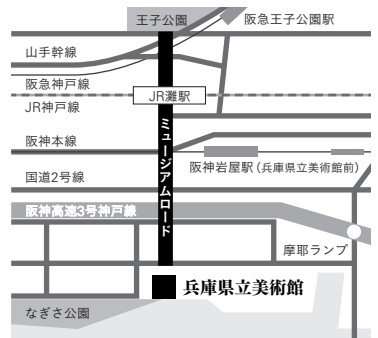 王子公園
阪急王子公園駅
山手幹線
阪急神戸線
JR灘駅
JR神戸線
ミュージアムロード
阪神本線
阪神岩屋駅(兵庫県立美術館前)
国道2号線
阪神高速3号神戸線
摩耶ランプ
兵庫県立美術館
なぎさ公園